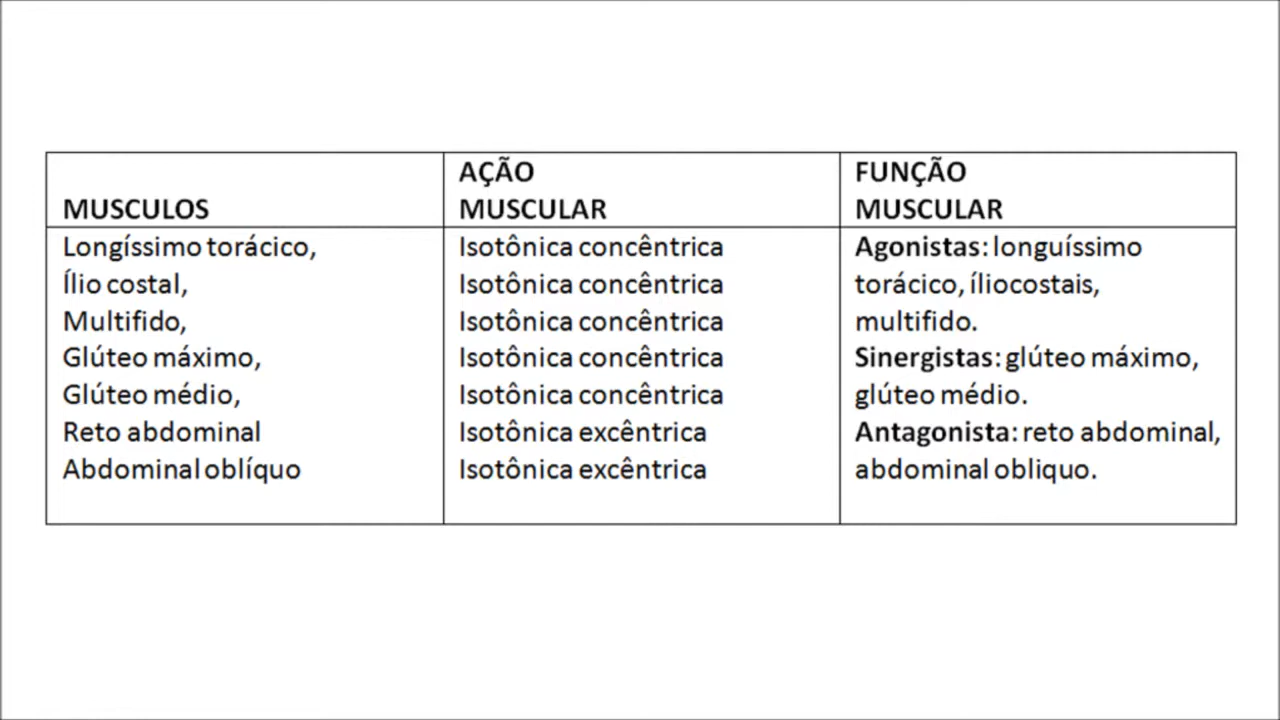 MUSCULOS
AÇÃO
MUSCULAR
FUNÇÃO
MUSCULAR
Longíssimo torácico,
Ílio costal,
Multifido,
Glúteo máximo,
Glúteo médio,
Reto abdominal
Abdominal oblíquo
Isotônica concêntrica
Isotônica concêntrica
Isotônica concêntrica
Isotônica concêntrica
Isotônica concêntrica
Isotônica excêntrica
Isotônica excêntrica
Agonistas: longuíssimo
torácico, íliocostais,
multifido.
Sinergistas: glúteo máximo,
glúteo médio.
Antagonista: reto abdominal,
abdominal obliquo.